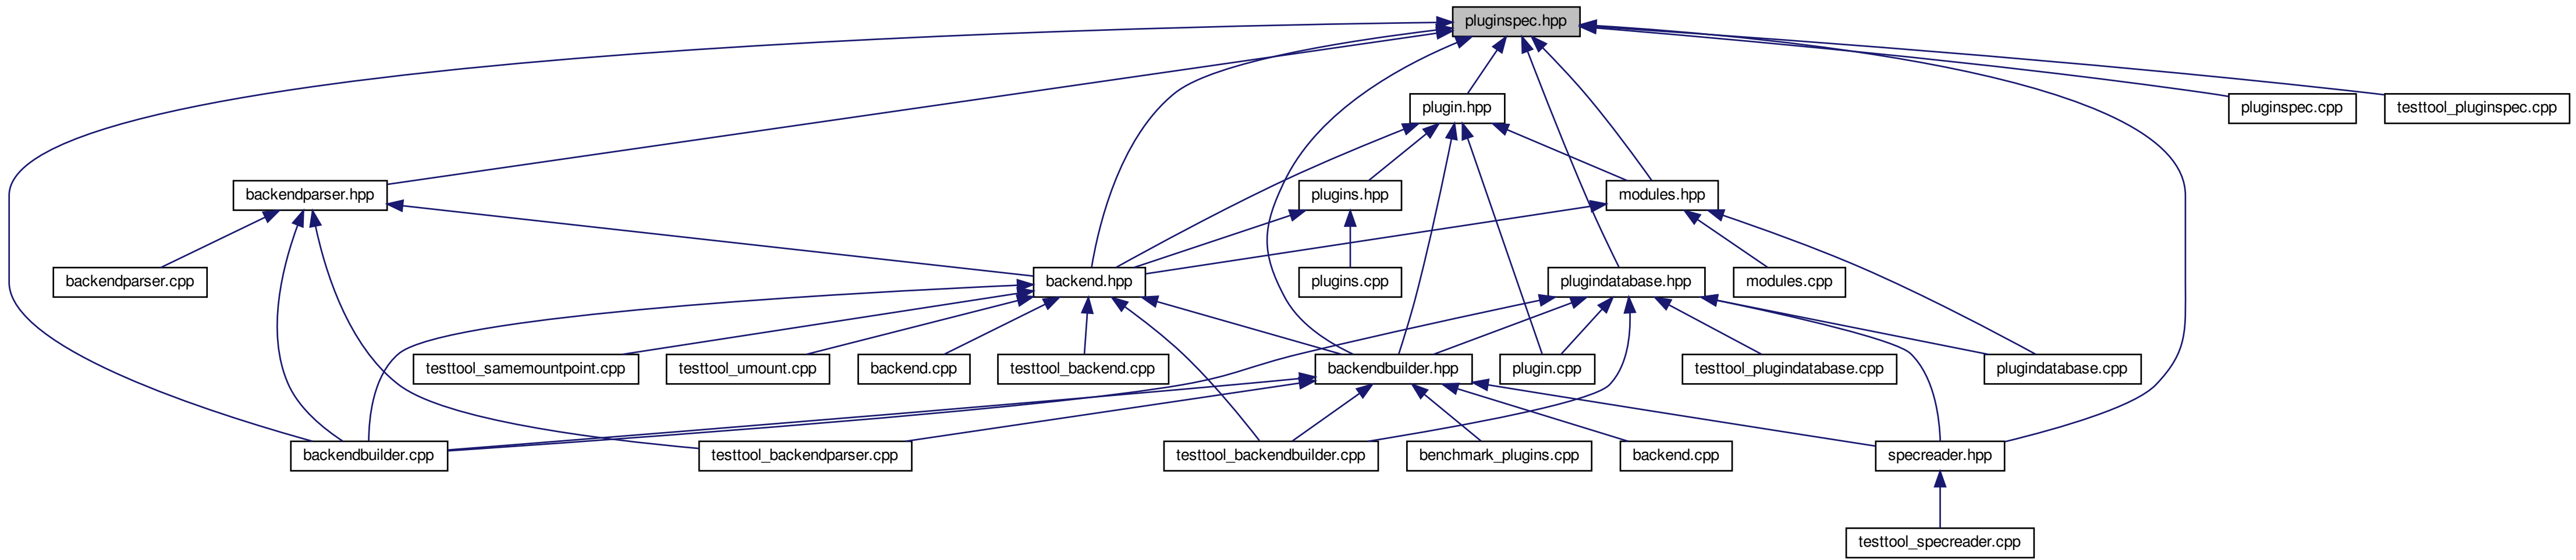 pluginspec.hpp
plugin.hpp
pluginspec.cpp
testtool_pluginspec.cpp
backendparser.hpp
plugins.hpp
modules.hpp
backendparser.cpp
backend.hpp
plugins.cpp
plugindatabase.hpp
modules.cpp
testtool_samemountpoint.cpp
testtool_umount.cpp
backend.cpp
testtool_backend.cpp
backendbuilder.hpp
plugin.cpp
testtool_plugindatabase.cpp
plugindatabase.cpp
backendbuilder.cpp
testtool_backendparser.cpp
testtool_backendbuilder.cpp
benchmark_plugins.cpp
backend.cpp
specreader.hpp
testtool_specreader.cpp